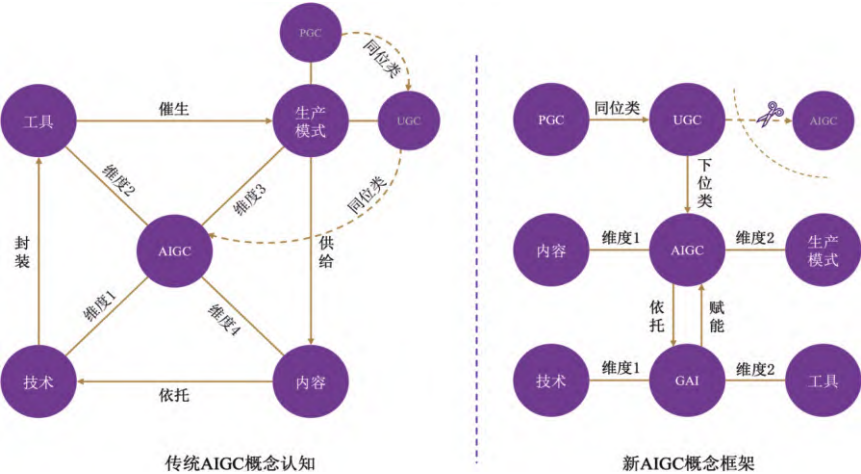 PGC
同位类
工具
催生
生产
模式
UGC
维度2
维度3
同位类
封装
AIGC
供给
维度1
维度4
技术
依托
内容
传统AIGC概念认知
PGC
同位类
UGC
AIGC
下位类
内容
维度1
AIGC
维度2
生产
模式
依托
赋能
技术
维度1
GAI
维度2
工具
新AIGC概念框架